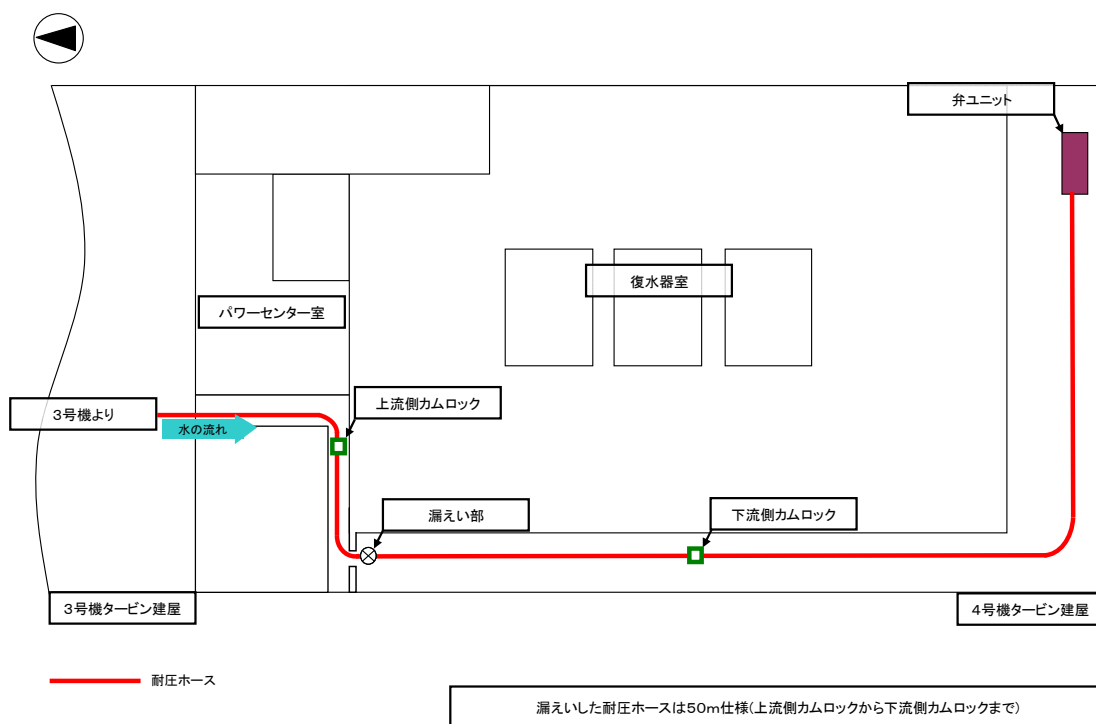 弁ユニット
復水器室
パワーセンター室
3号機より
水の流れ
上流側カムロック
漏えい部
下流側カムロック
3号機タービン建屋
4号機タービン建屋
耐圧ホース
漏えいした耐圧ホースは50m仕様(上流側カムロックから下流側カムロックまで)